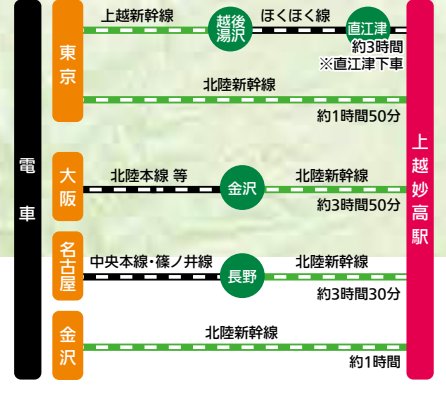 電車
東京
上越新幹線
越後
湯沢
ほくほく線
直江津
約3時間
※直江津下車
北陸新幹線
約1時間50分
大阪
北陸本線 等
金沢
北陸新幹線
約3時間50分
名古屋
中央本線・篠ノ井線
長野
北陸新幹線
約3時間30分
金沢
北陸新幹線
約1時間
上越妙高駅